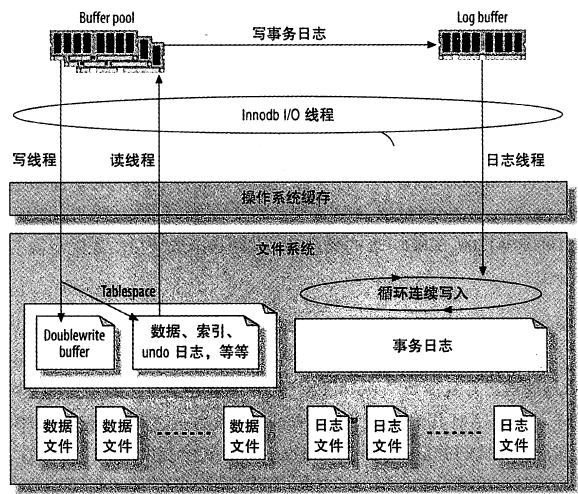 Buffer pool
Log buffer
写事务日志
Innodb I/O 线程
写线程
读线程
日志线程
操作系统缓存
文件系统
Tablespace
循环连续写入
Doublewrite
buffer
数据、索引、
undo 日志，等等
事务日志
数据
文件
数据
文件
数据
文件
日志
文件
日志
文件
日志
文件